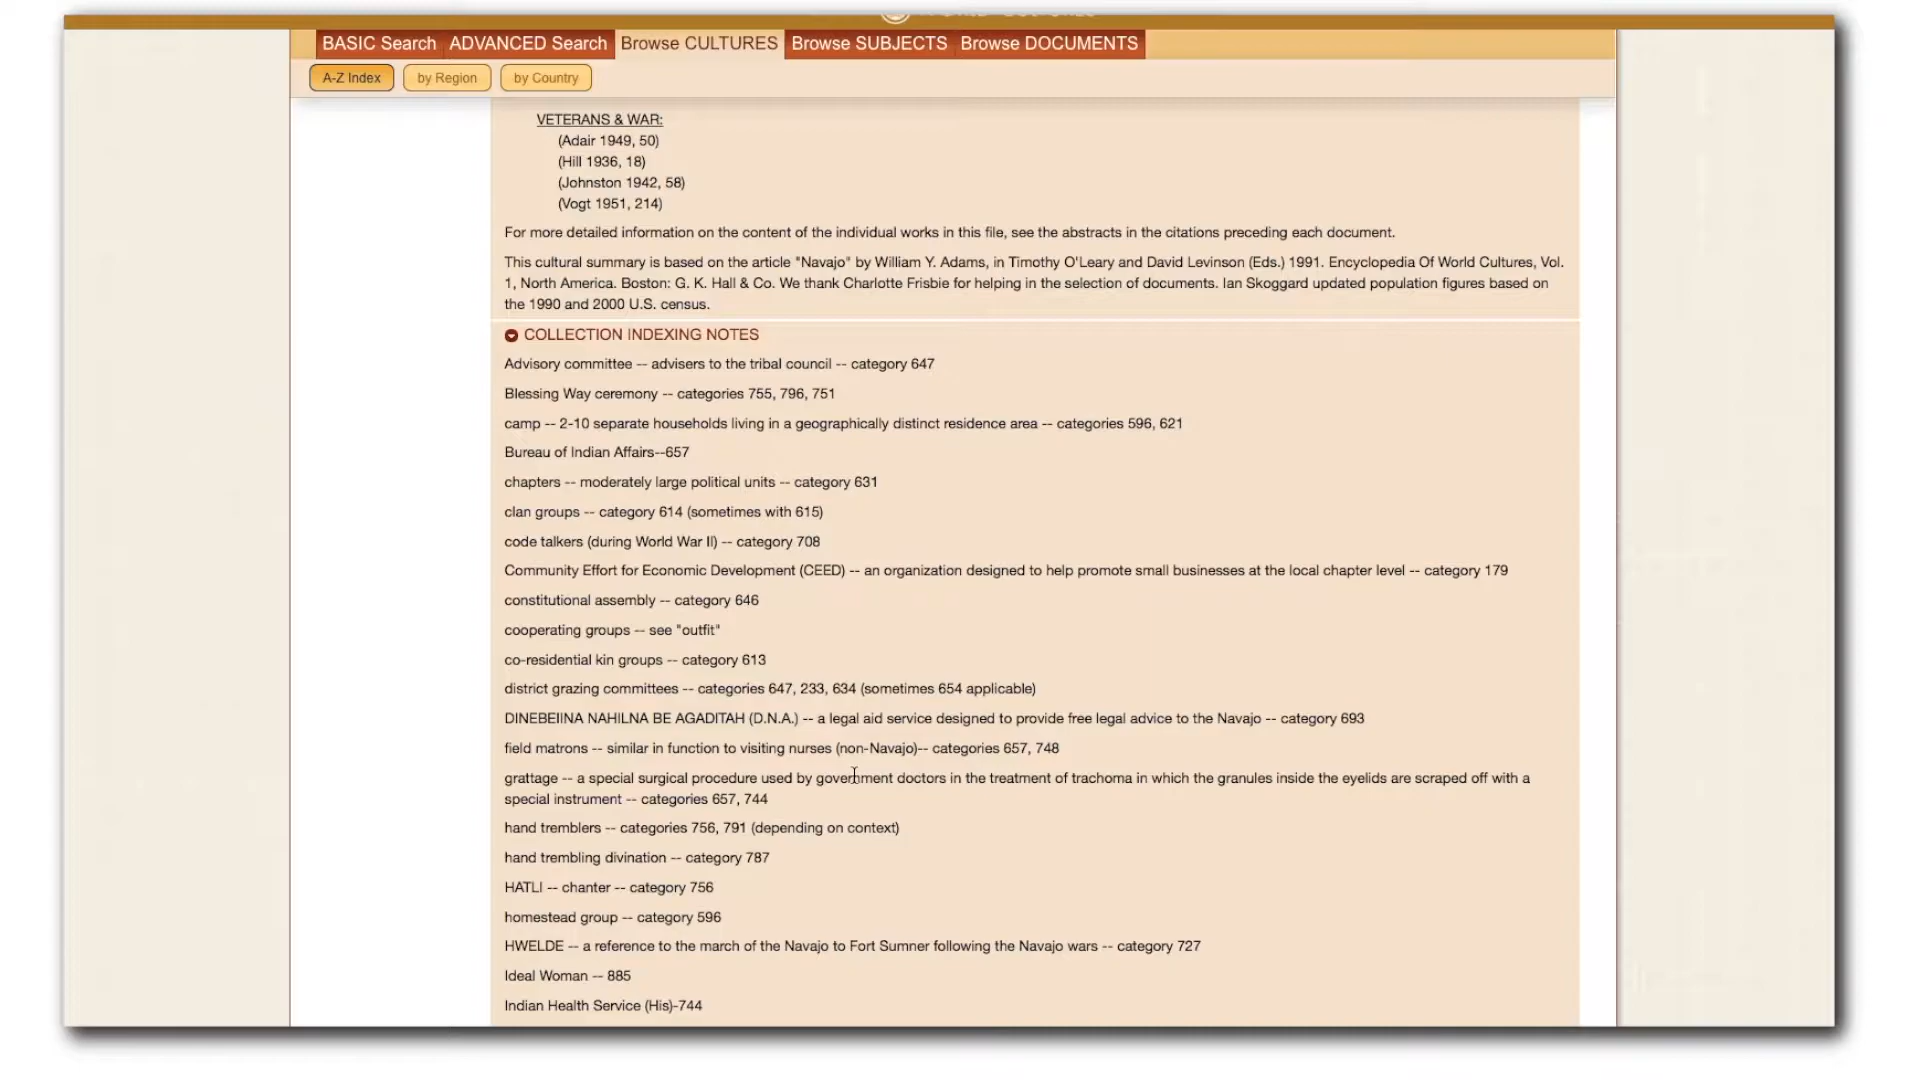 BASIC Search ADVANCED Search Browse CULTURES Browse SUBJECTS Browse DOCUMENTS
A-Z Index by Region by Country
VETERANS & WAR:
(Adair 1949, 50)
(Hill 1936, 18)
(Johnston 1942, 58)
(Vogt 1951, 214)
For more detailed information on the content of the individual works in this file, see the abstracts in the citations preceding each document.
This cultural summary is based on the article "Navajo" by William Y. Adams, in Timothy O'Leary and David Levinson (Eds.) 1991. Encyclopedia Of World Cultures, Vol.
1, North America. Boston: G. K. Hall & Co. We thank Charlotte Frisbie for helping in the selection of documents. Ian Skoggard updated population figures based on
the 1990 and 2000 U.S. census.
COLLECTION INDEXING NOTES
Advisory committee -- advisers to the tribal council -- category 647
Blessing Way ceremony -- categories 755, 796, 751
camp -- 2-10 separate households living in a geographically distinct residence area -- categories 596, 621
Bureau of Indian Affairs--657
chapters -- moderately large political units -- category 631
clan groups -- category 614 (sometimes with 615)
code talkers (during World War II) -- category 708
Community Effort for Economic Development (CEED) -- an organization designed to help promote small businesses at the local chapter level -- category 179
constitutional assembly -- category 646
cooperating groups -- see "outfit"
co-residential kin groups -- category 613
district grazing committees -- categories 647, 233, 634 (sometimes 654 applicable)
DINEBEIINA NAHILNA BE AGADITAH (D.N.A.) -- a legal aid service designed to provide free legal advice to the Navajo -- category 693
field matrons -- similar in function to visiting nurses (non-Navajo)-- categories 657, 748
grattage -- a special surgical procedure used by government doctors in the treatment of trachoma in which the granules inside the eyelids are scraped off with a
special instrument -- categories 657, 744
hand tremblers -- categories 756, 791 (depending on context)
hand trembling divination -- category 787
HATLI -- chanter -- category 756
homestead group -- category 596
HWELDE -- a reference to the march of the Navajo to Fort Sumner following the Navajo wars -- category 727
Ideal Woman -- 885
Indian Health Service (His)-744